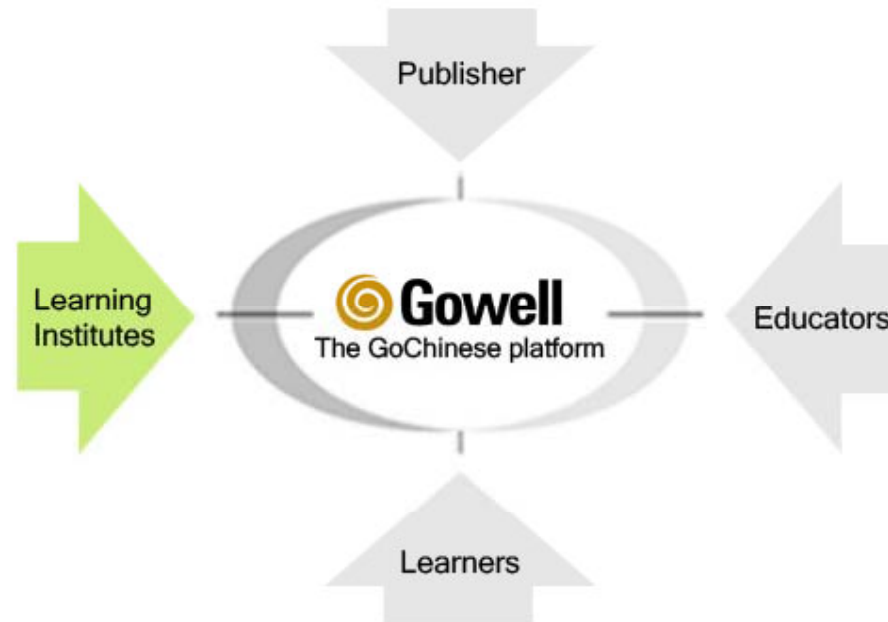 Publisher
Learning
Institutes
Gowell
The GoChinese platform
Educators
Learners